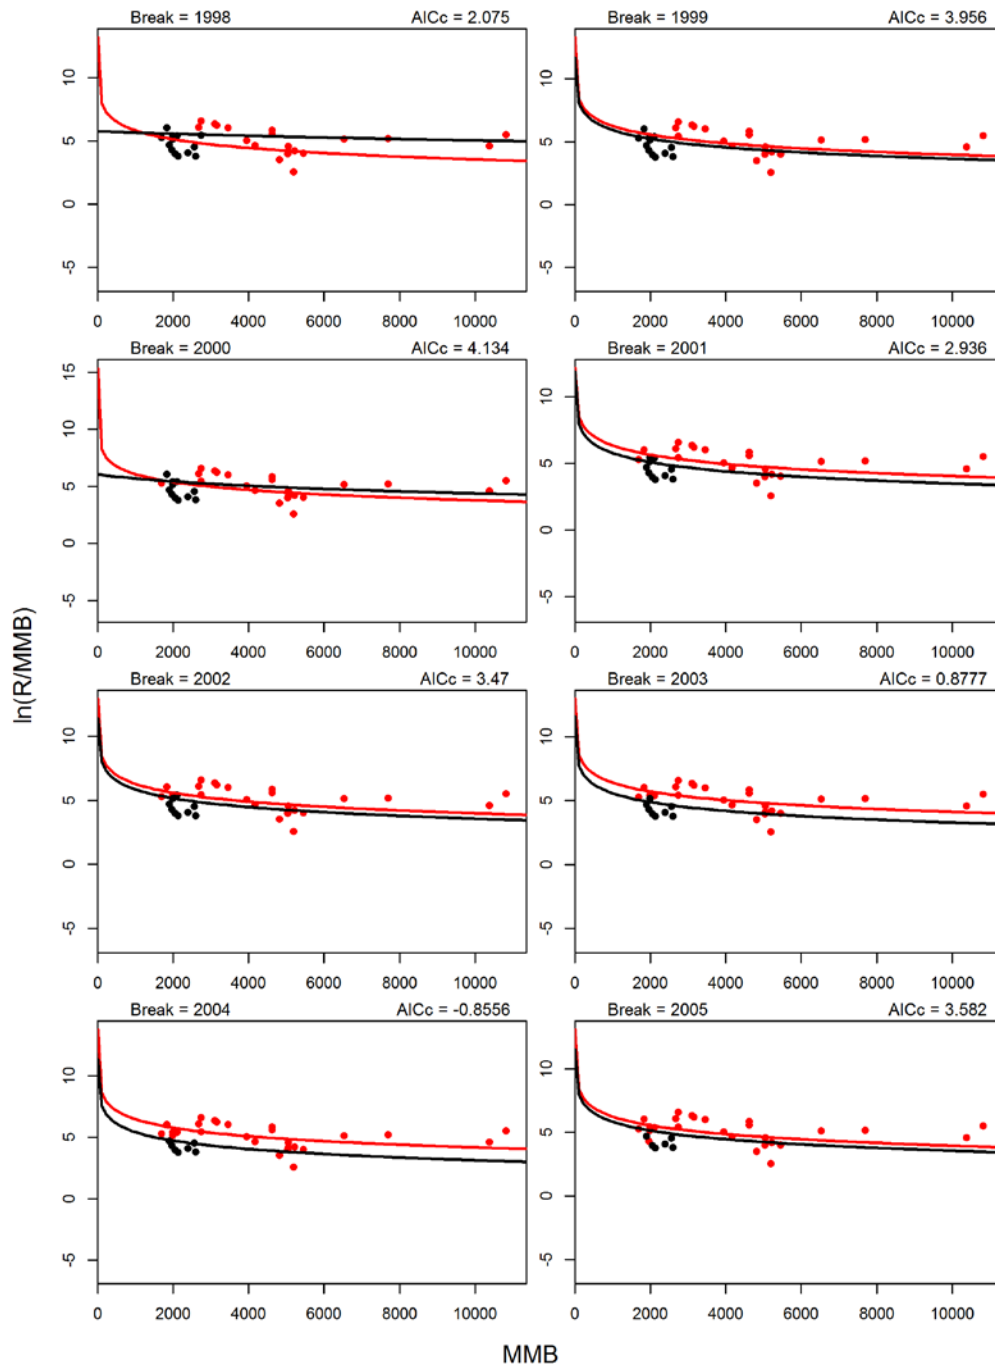 Break = 1998 AICc = 2.075
Break = 1999 AICc = 3.956
10
5
0
-5
0 2000 4000 6000 8000 10000
10
5
0
-5
0 2000 4000 6000 8000 10000
Break = 2000 AICc = 4.134
Break = 2001 AICc = 2.936
15
10
5
0
-5
0 2000 4000 6000 8000 10000
10
5
0
-5
0 2000 4000 6000 8000 10000
ln(R/MMB)
Break = 2002 AICc = 3.47
Break = 2003 AICc = 0.8777
10
5
0
-5
0 2000 4000 6000 8000 10000
10
5
0
-5
0 2000 4000 6000 8000 10000
Break = 2004 AICc = -0.8556
Break = 2005 AICc = 3.582
10
5
0
-5
0 2000 4000 6000 8000 10000
10
5
0
-5
0 2000 4000 6000 8000 10000
MMB